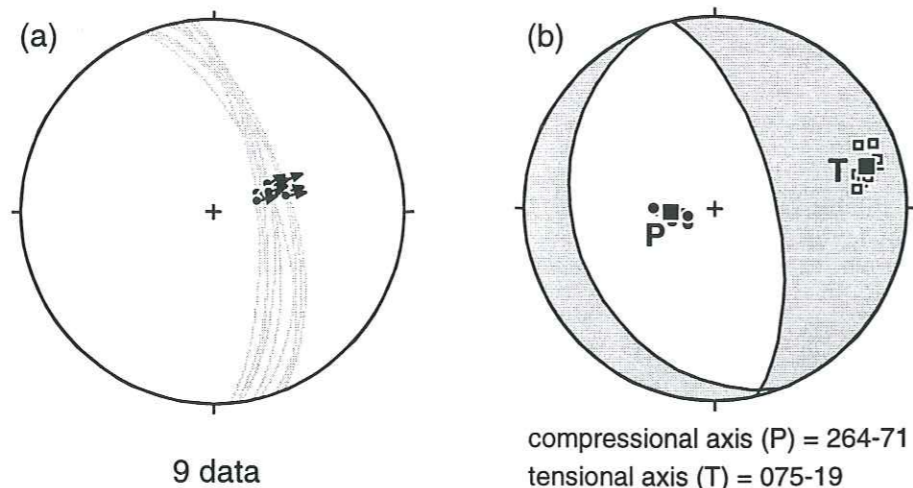 (a)
(b)
T
P
9 data
compressional axis (P) = 264-71
tensional axis (T) = 075-19